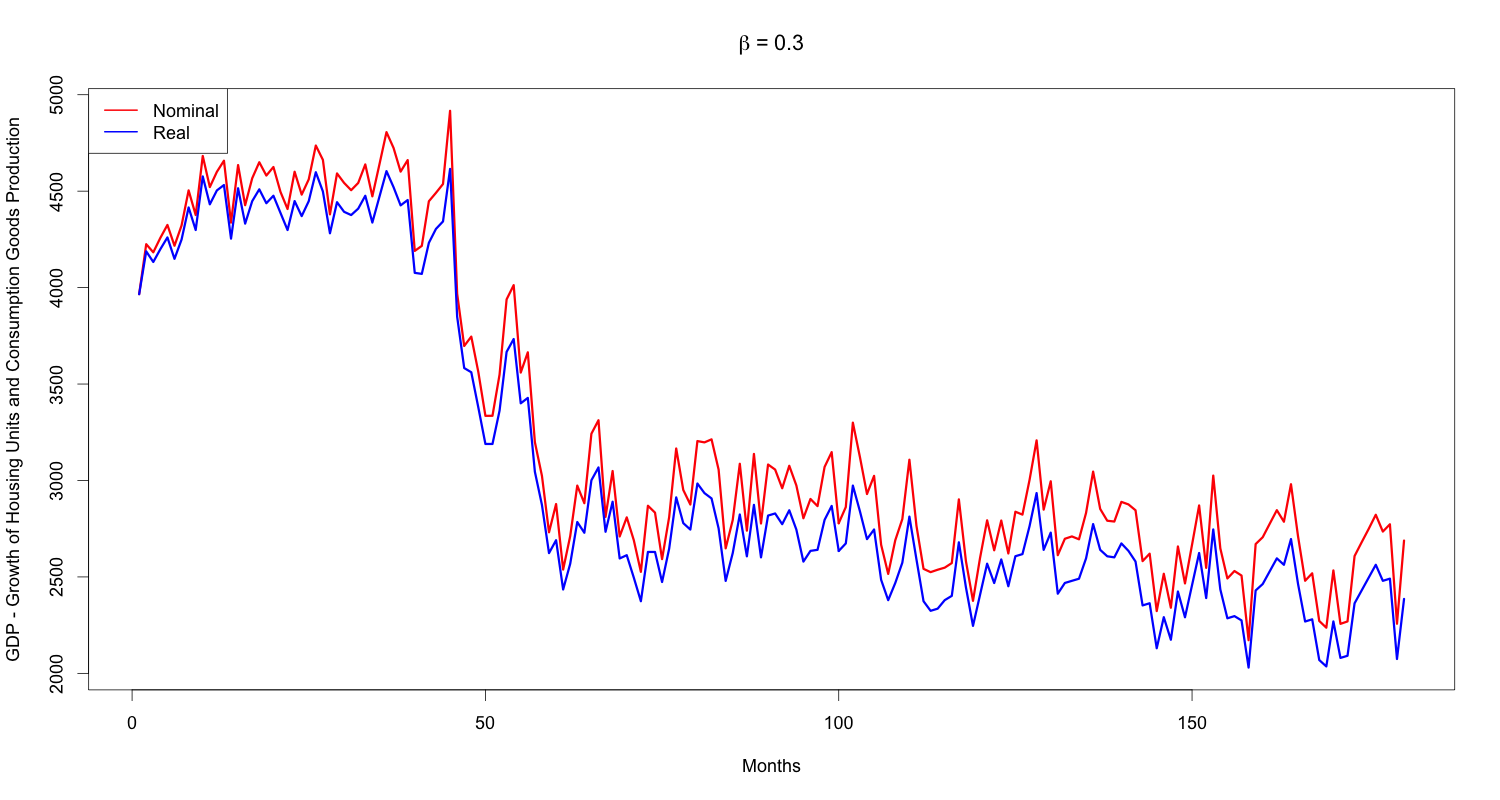 β = 0.3
Nominal
Real
GDP - Growth of Housing Units and Consumption Goods Production
5000
4500
4000
3500
3000
2500
2000
0 50 100 150
Months